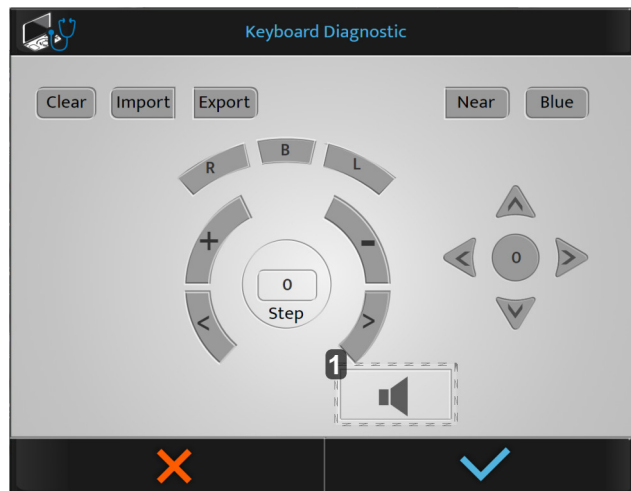 Keyboard Diagnostic
Clear Import Export Near Blue
R B L
+ -
0
0
Step
< >
1